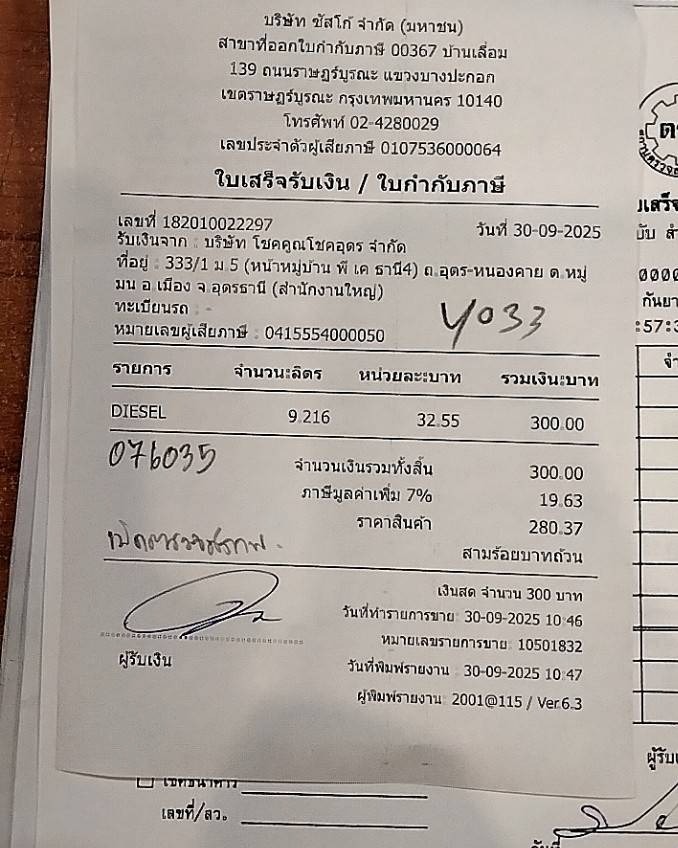 บริษัท ซัสโก้ จำกัด (มหาชน)
สาขาที่ออกใบกำกับภาษี 00367 บ้านเลื่อม
139 ถนนราษฎร์บูรณะ แขวงบางปะกอก
เขตราษฎร์บูรณะ กรุงเทพมหานคร 10140
โทรศัพท์ 02-4280029
เลขประจำตัวผู้เสียภาษี 0107536000064
ใบเสร็จรับเงิน / ใบกำกับภาษี
เลขที่ 182010022297 วันที่ 30-09-2025
รับเงินจาก : บริษัท โชคคูณโชคอุดร จำกัด
ที่อยู่ : 333/1 ม.5 (หน้าหมู่บ้าน พี เค ธานี4) ถ.อุดร-หนองคาย ต.หมู
มน อ.เมือง จ.อุดรธานี (สำนักงานใหญ่)
ทะเบียนรถ : -
หมายเลขผู้เสียภาษี : 0415554000050
4033
รายการ จำนวน:ลิตร หน่วยละ:บาท รวมเงิน:บาท
DIESEL 9.216 32.55 300.00
076035
จำนวนเงินรวมทั้งสิ้น 300.00
ภาษีมูลค่าเพิ่ม 7% 19.63
ราคาสินค้า 280.37
สามร้อยบาทถ้วน
เงินสด จำนวน 300 บาท
วันที่ทำรายการขาย: 30-09-2025 10:46
หมายเลขรายการขาย: 10501832
ผู้รับเงิน
วันที่พิมพ์รายงาน : 30-09-2025 10:47
ผู้พิมพ์รายงาน: 2001@115 / Ver.6.3
เลขที่/ลว.
กันยา
:57:3
ผู้รับเ